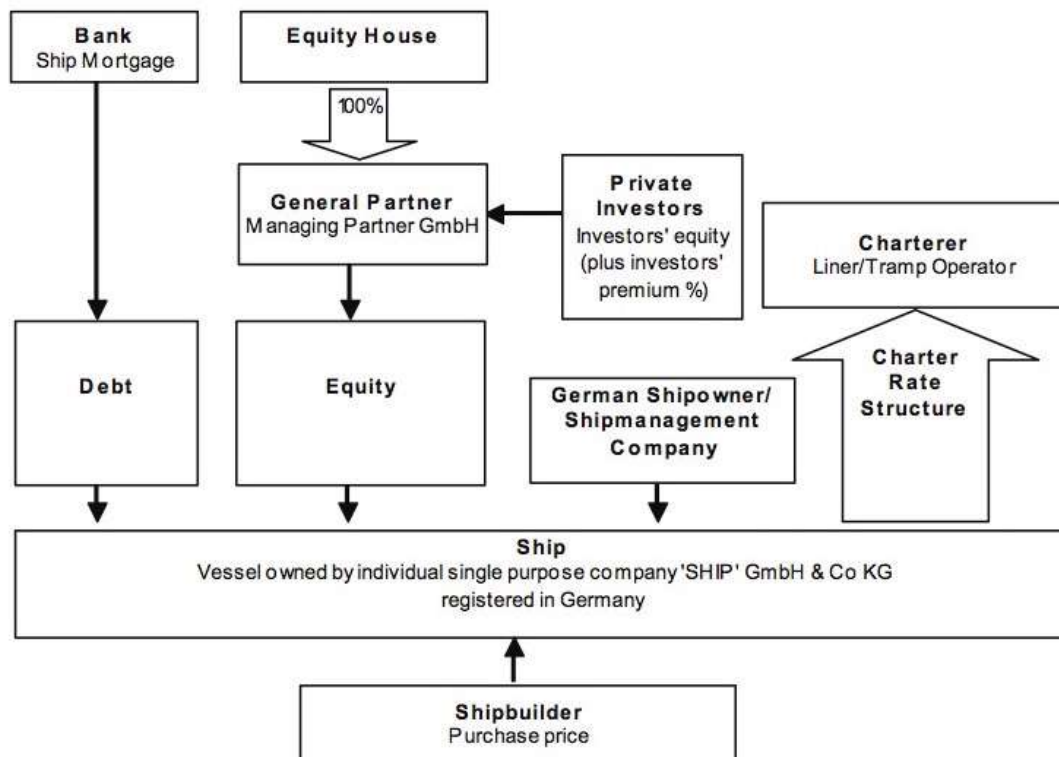 Bank
Ship Mortgage
Equity House
100%
General Partner
Managing Partner GmbH
Private
Investors
Investors' equity
(plus investors'
premium %)
Charterer
Liner/Tramp Operator
Debt
Equity
German Shipowner/
Shipmanagement
Company
Charter
Rate
Structure
Ship
Vessel owned by individual single purpose company 'SHIP' GmbH & Co KG
registered in Germany
Shipbuilder
Purchase price